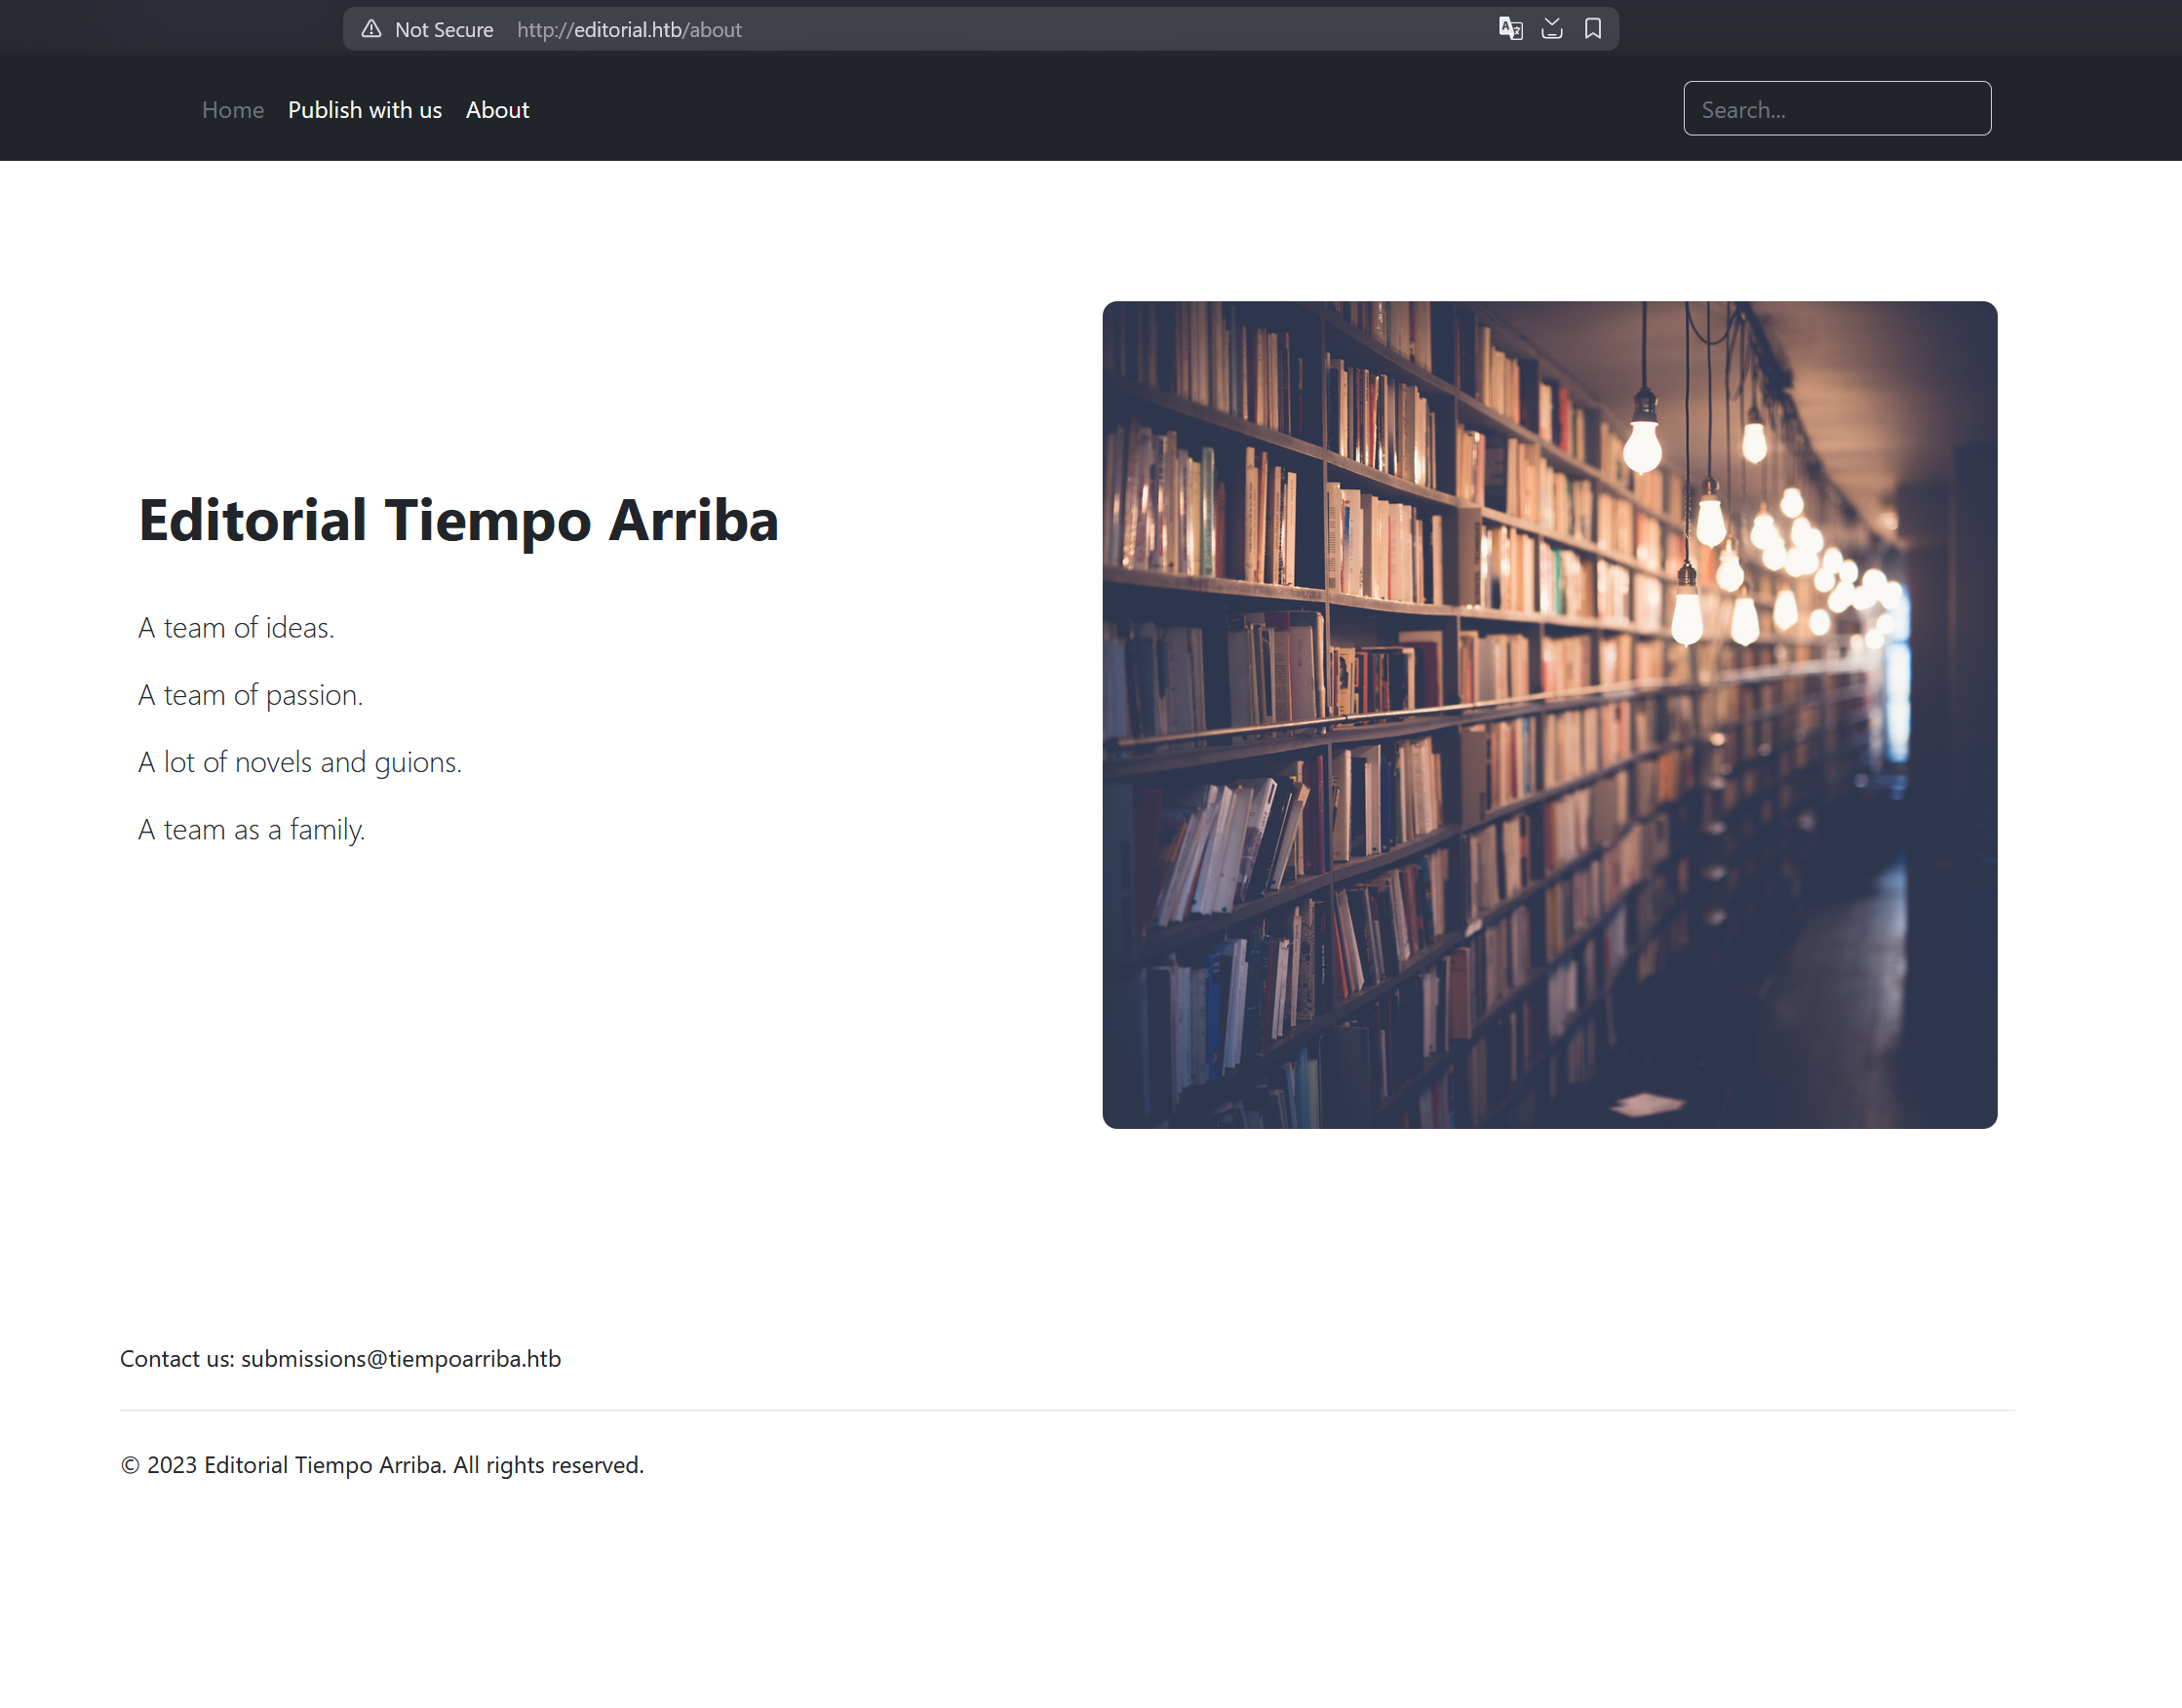 Not Secure http://editorial.htb/about
Home Publish with us About Search...
Editorial Tiempo Arriba
A team of ideas.
A team of passion.
A lot of novels and guions.
A team as a family.
Contact us: submissions@tiempoarriba.htb
© 2023 Editorial Tiempo Arriba. All rights reserved.